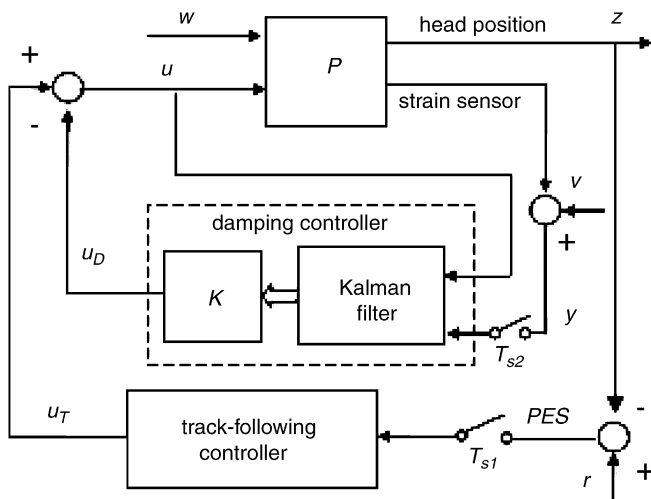 w
z
head position
+
u
P
strain sensor
-
v
damping controller
+
u_D
K
Kalman
filter
y
T_s2
u_T
track-following
controller
PES
-
T_s1
r
+